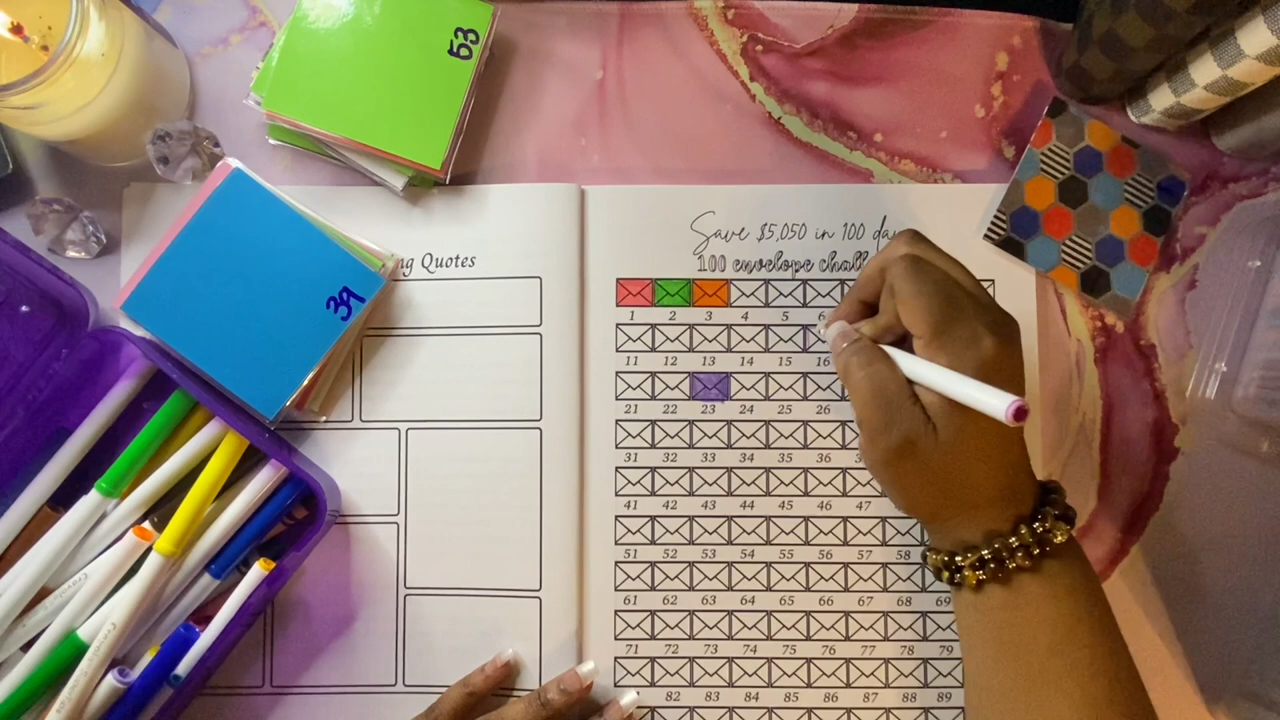 53
39
ng Quotes
Save $5,050 in 100 da
100 envelope chall
1 2 3 4 5 6
11 12 13 14 15 16
21 22 23 24 25 26
31 32 33 34 35 36
41 42 43 44 45 46 47
51 52 53 54 55 56 57 58
61 62 63 64 65 66 67 68 69
71 72 73 74 75 76 77 78 79
82 83 84 85 86 87 88 89
Crayola